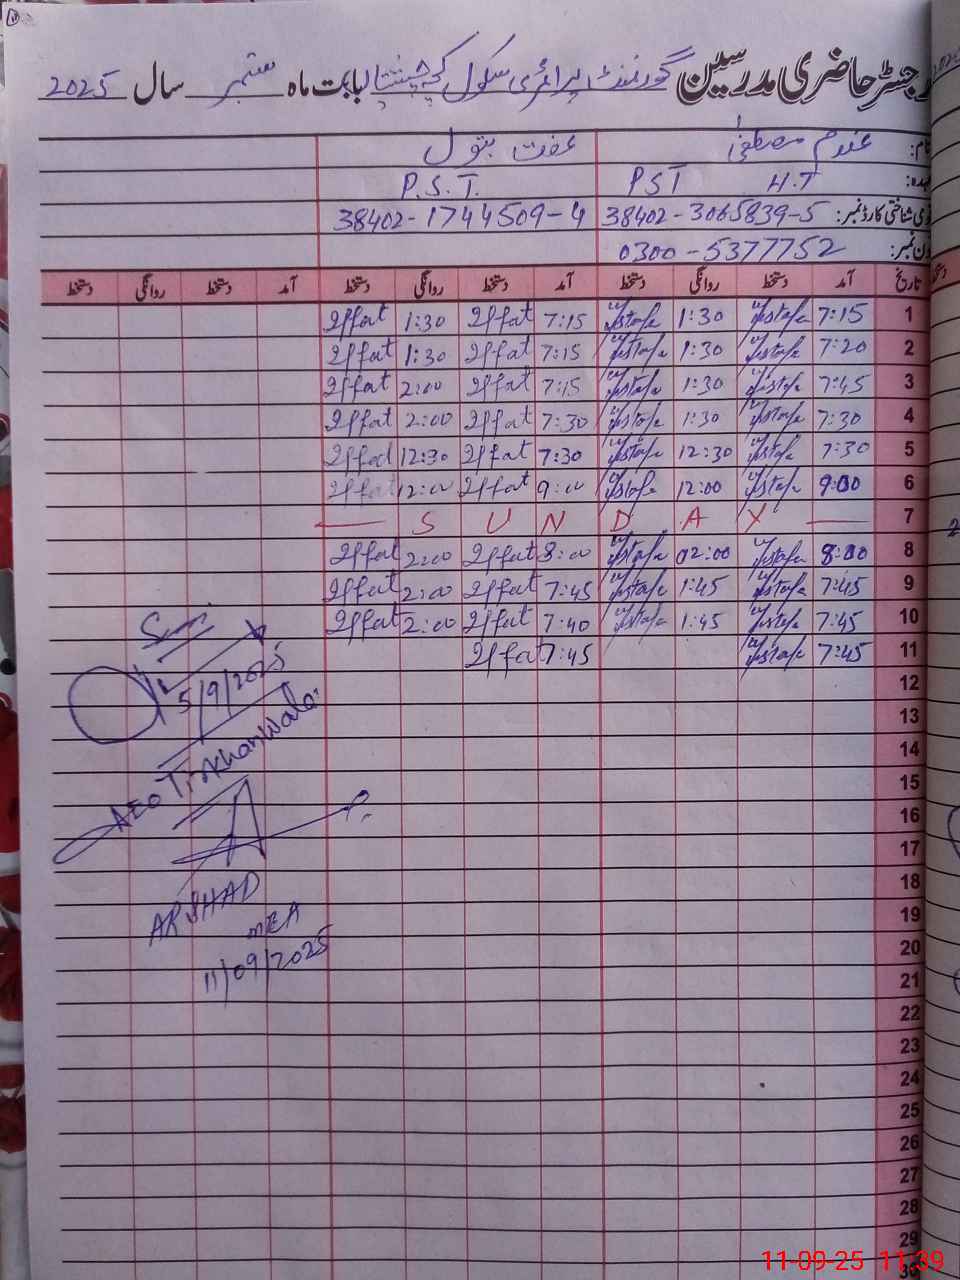 رجسٹر حاضری مدرسین گورنمنٹ پرائمری سکول بابت ماہ ستمبر سال 2025
نام: مصطفیٰ عفت بتول
عہدہ: H.T PST P.S.T.
قومی شناختی کارڈ نمبر: 38402-3065839-5 38402-1744509-4
فون نمبر: 0300-5377752
تاریخ آمد دستخط روانگی دستخط آمد دستخط روانگی دستخط آمد دستخط روانگی دستخط
1 7:15 Mustafa 1:30 Mustafa 7:15 Iffat 1:30 Iffat
2 7:20 Mustafa 1:30 Mustafa 7:15 Iffat 1:30 Iffat
3 7:45 Mustafa 1:30 Mustafa 7:15 Iffat 2:00 Iffat
4 7:30 Mustafa 1:30 Mustafa 7:30 Iffat 2:00 Iffat
5 7:30 Mustafa 12:30 Mustafa 7:30 Iffat 12:30 Iffat
6 9:00 Mustafa 12:00 Mustafa 9:00 Iffat 12:00 Iffat
7 S U N D A Y
8 8:00 Mustafa 02:00 Mustafa 8:00 Iffat 2:00 Iffat
9 7:45 Mustafa 1:45 Mustafa 7:45 Iffat 2:00 Iffat
10 7:45 Mustafa 1:45 Mustafa 7:40 Iffat 2:00 Iffat
11 7:45 Mustafa 7:45 Iffat
12
13
14
15
16
17
18
19
20
21
22
23
24
25
26
27
28
29
30
5/9/2025
AEO Tirkhanwala
ARSHAD
MEA
11/09/2025
11-09-25 11:39